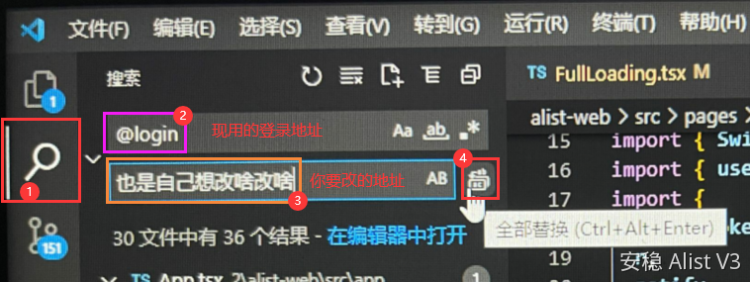 文件(F) 编辑(E) 选择(S) 查看(V) 转到(G) 运行(R) 终端(T) 帮助(H)
搜索
TS FullLoading.tsx M
1
2
@login 现用的登录地址 Aa ab
alist-web > src > pages >
15 import { Swi
1
4
也是自己想改啥改啥 你要改的地址 AB
16 import { use
3
17 import {
全部替换 (Ctrl+Alt+Enter)
oke
30 文件中有 36 个结果 - 在编辑器中打开
151
19
TS App.tsx 2\alist-web\src\app 1
安稳 Alist V3